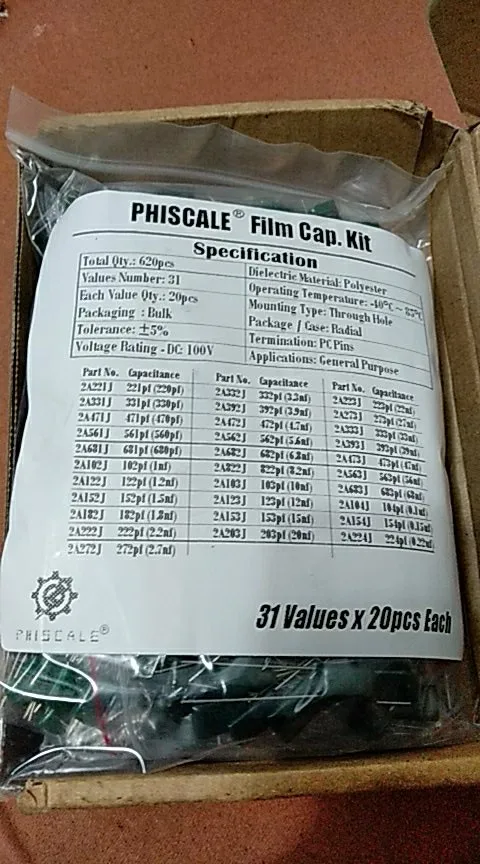 PHISCALE® Film Cap. Kit
Specification
Total Qty.: 620pcs
Values Number: 31
Each Value Qty.: 20pcs
Packaging : Bulk
Tolerance: ±5%
Voltage Rating - DC: 100V
Dielectric Material: Polyester
Operating Temperature: -40°C ~ 85°C
Mounting Type: Through Hole
Package / Case: Radial
Termination: PC Pins
Applications: General Purpose
Part No. Capacitance
2A221J 221pf (220pf)
2A331J 331pf (330pf)
2A471J 471pf (470pf)
2A561J 561pf (560pf)
2A681J 681pf (680pf)
2A102J 102pf (1nf)
2A122J 122pf (1.2nf)
2A152J 152pf (1.5nf)
2A182J 182pf (1.8nf)
2A222J 222pf (2.2nf)
2A272J 272pf (2.7nf)
Part No. Capacitance
2A332J 332pf (3.3nf)
2A392J 392pf (3.9nf)
2A472J 472pf (4.7nf)
2A562J 562pf (5.6nf)
2A682J 682pf (6.8nf)
2A822J 822pf (8.2nf)
2A103J 103pf (10nf)
2A123J 123pf (12nf)
2A153J 153pf (15nf)
2A203J 203pf (20nf)
Part No. Capacitance
2A223J 223pf (22nf)
2A273J 273pf (27nf)
2A333J 333pf (33nf)
2A393J 393pf (39nf)
2A473J 473pf (47nf)
2A563J 563pf (56nf)
2A683J 683pf (68nf)
2A104J 104pf (0.1uf)
2A154J 154pf (0.15uf)
2A224J 224pf (0.22uf)
PHISCALE®
31 Values x 20pcs Each